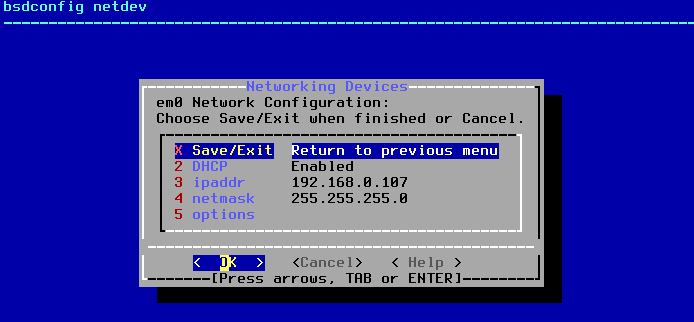 bsdconfig netdev
Networking Devices
em0 Network Configuration:
Choose Save/Exit when finished or Cancel.
X Save/Exit Return to previous menu
2 DHCP Enabled
3 ipaddr 192.168.0.107
4 netmask 255.255.255.0
5 options
< OK > <Cancel> < Help >
[Press arrows, TAB or ENTER]